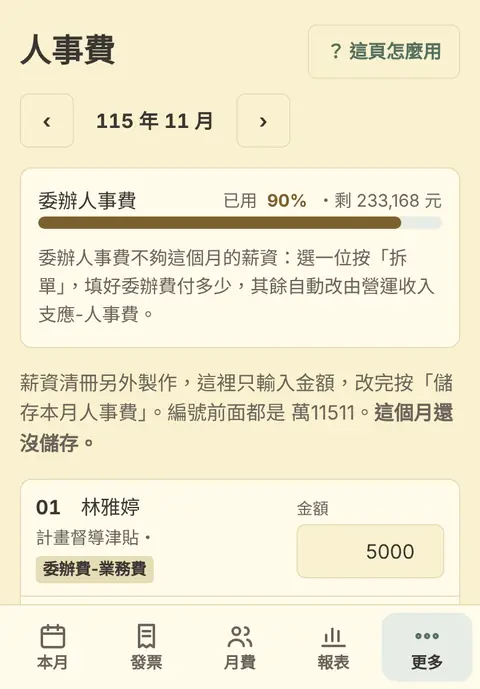 人事費
? 這頁怎麼用
‹ 115 年 11 月 ›
委辦人事費 已用 90% ・剩 233,168 元
委辦人事費不夠這個月的薪資：選一位按「拆
單」，填好委辦費付多少，其餘自動改由營運收入
支應-人事費。
薪資清冊另外製作，這裡只輸入金額，改完按「儲
存本月人事費」。編號前面都是 萬11511。這個月還
沒儲存。
01 林雅婷
計畫督導津貼・
委辦費-業務費
金額
5000
本月 發票 月費 報表 更多